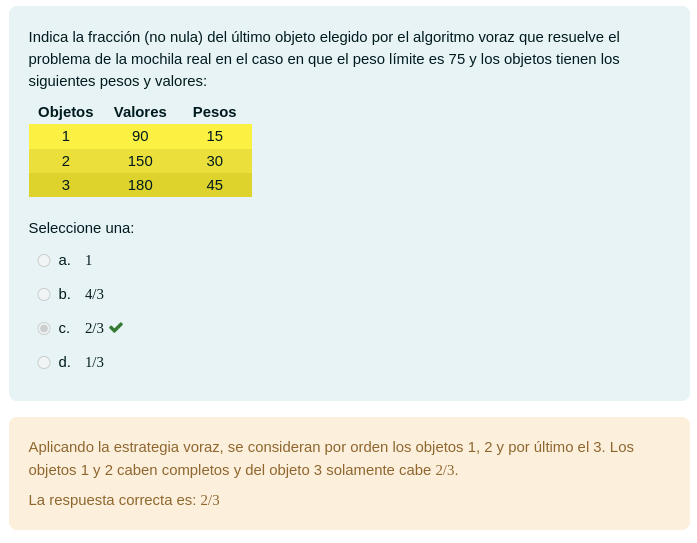 Indica la fracción (no nula) del último objeto elegido por el algoritmo voraz que resuelve el
problema de la mochila real en el caso en que el peso límite es 75 y los objetos tienen los
siguientes pesos y valores:
Objetos Valores Pesos
1 90 15
2 150 30
3 180 45
Seleccione una:
a. 1
b. 4/3
c. 2/3
d. 1/3
Aplicando la estrategia voraz, se consideran por orden los objetos 1, 2 y por último el 3. Los
objetos 1 y 2 caben completos y del objeto 3 solamente cabe 2/3.
La respuesta correcta es: 2/3